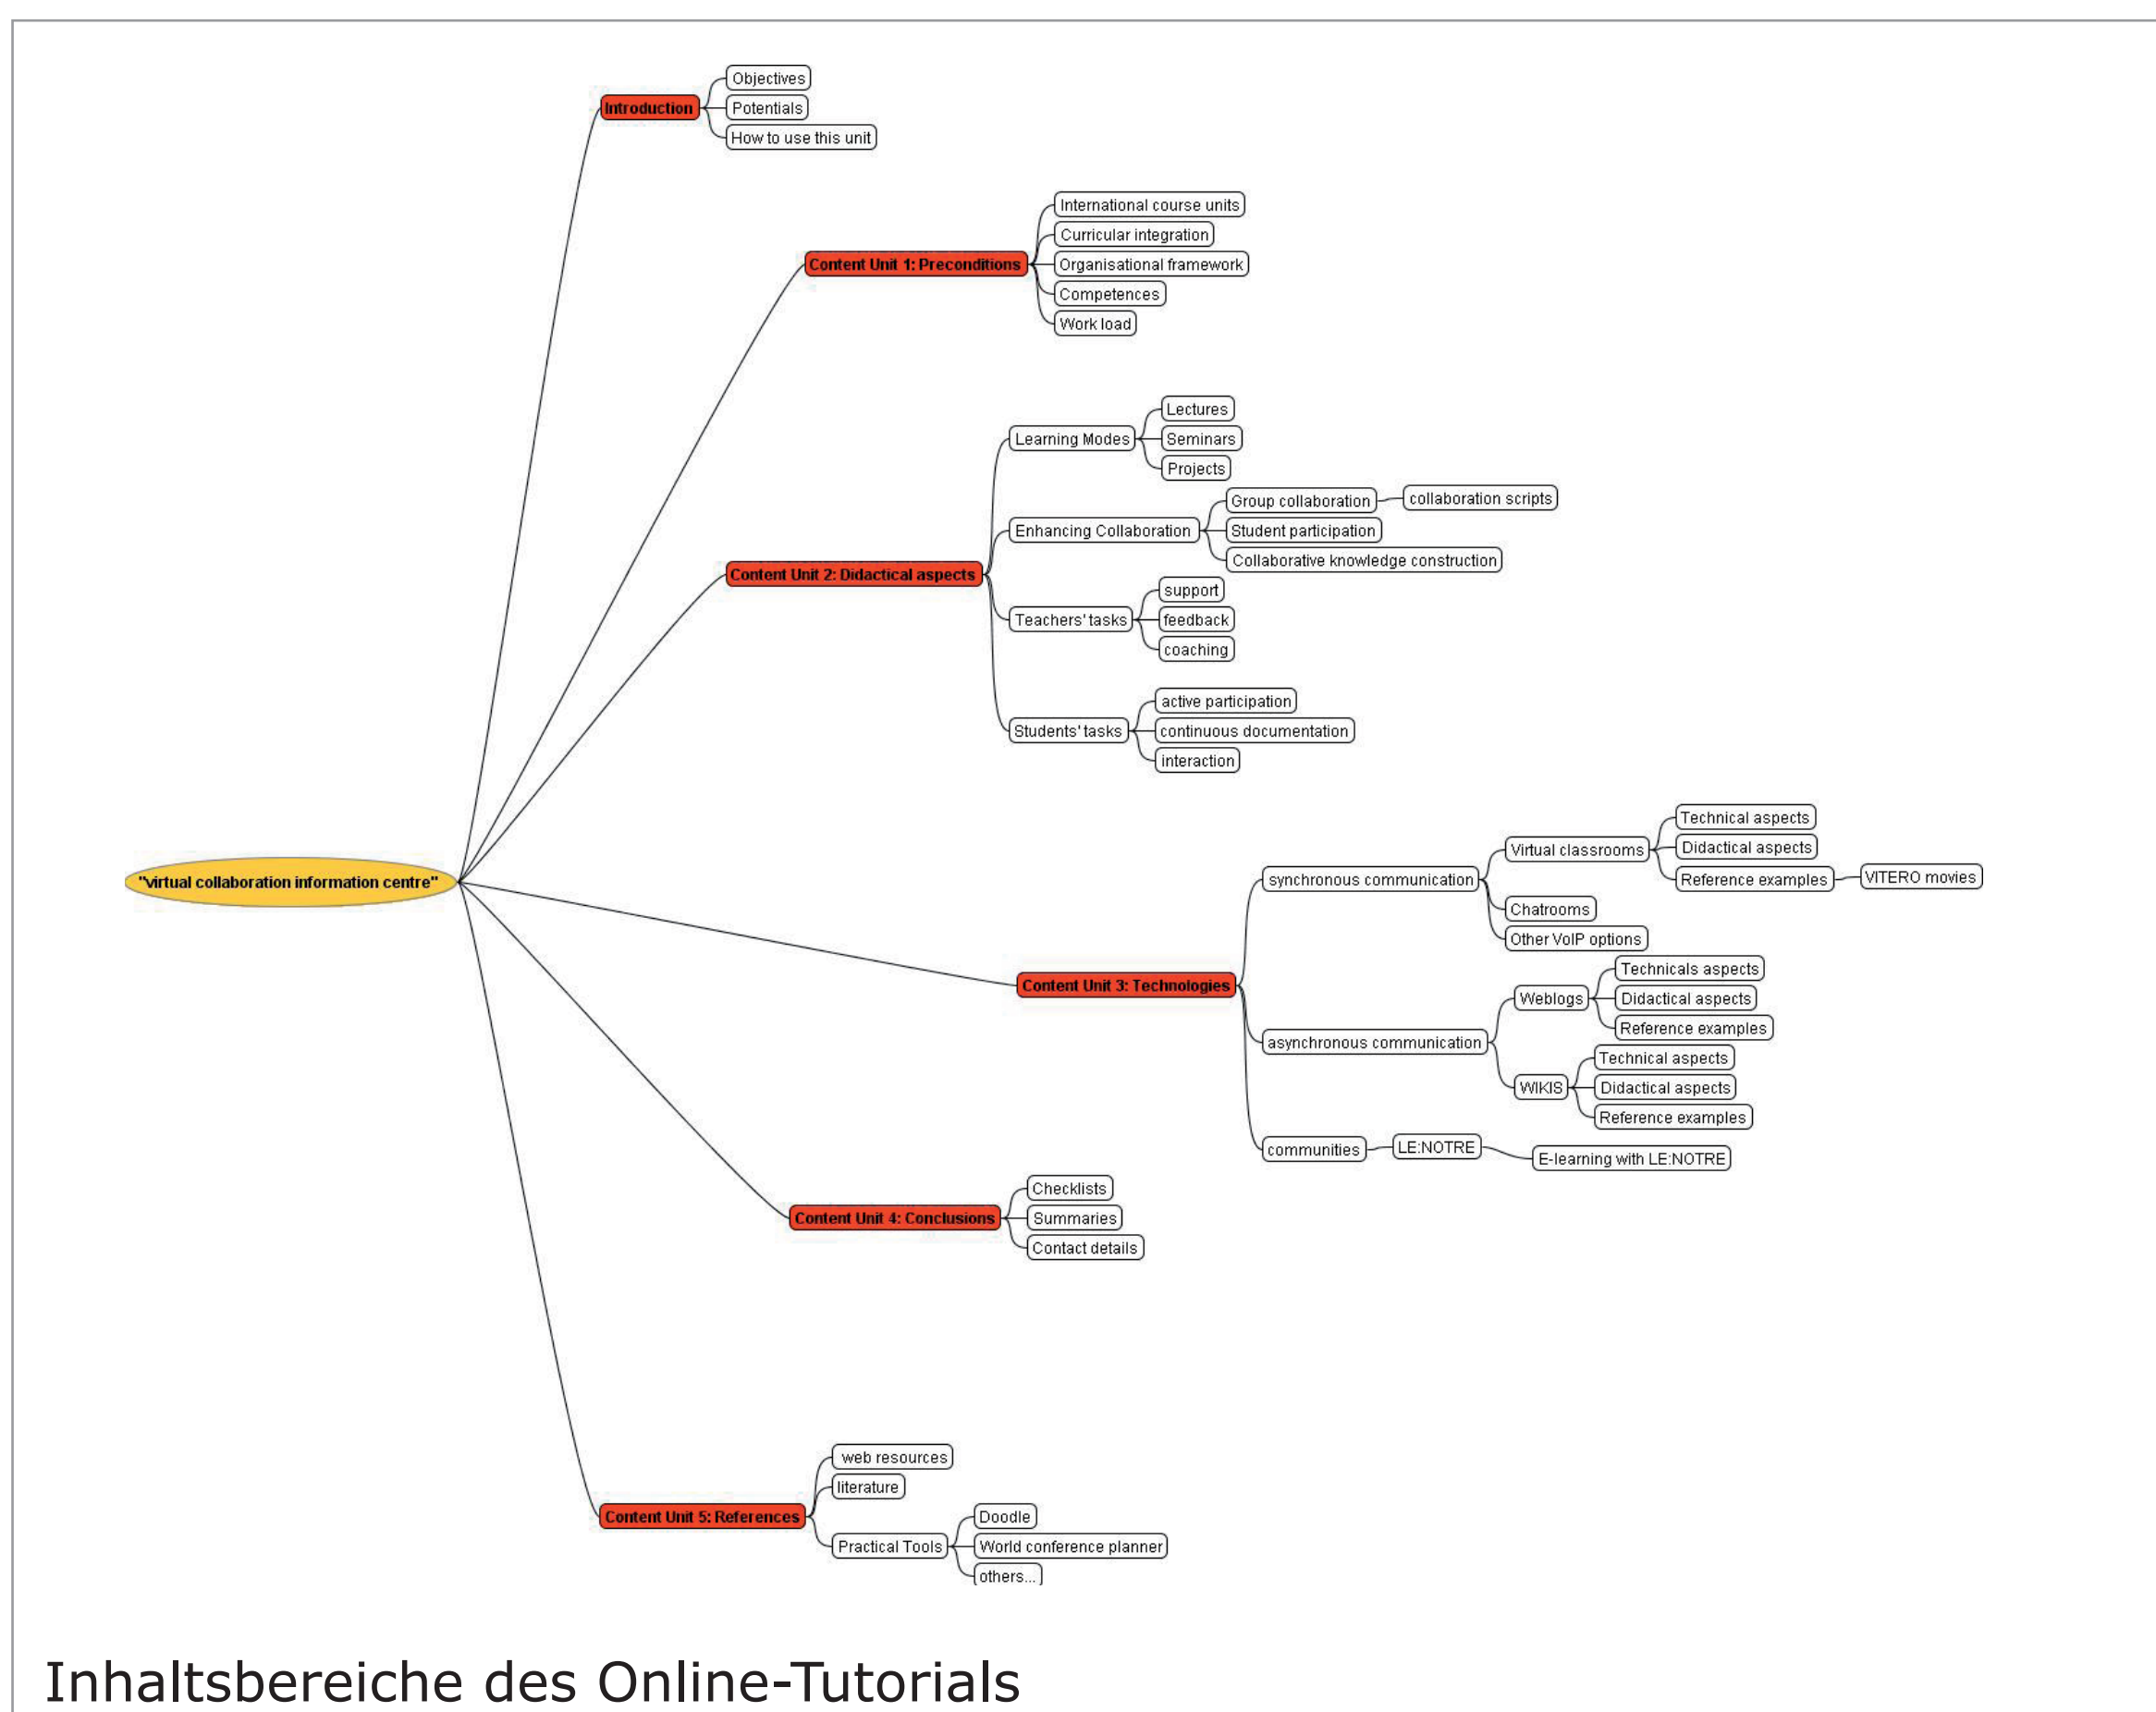 Objectives
Introduction
Potentials
How to use this unit
International course units
Curricular integration
Content Unit 1: Preconditions
Organisational framework
Competences
Work load
Lectures
Learning Modes
Seminars
Projects
Group collaboration
collaboration scripts
Enhancing Collaboration
Student participation
Collaborative knowledge construction
Content Unit 2: Didactical aspects
support
Teachers' tasks
feedback
coaching
active participation
Students' tasks
continuous documentation
interaction
"virtual collaboration information centre"
Technical aspects
Virtual classrooms
Didactical aspects
synchronous communication
Reference examples
VITERO movies
Chatrooms
Other VoIP options
Content Unit 3: Technologies
Technicals aspects
Weblogs
Didactical aspects
Reference examples
asynchronous communication
Technical aspects
WIKIS
Didactical aspects
Reference examples
communities
LE:NOTRE
E-learning with LE:NOTRE
Checklists
Content Unit 4: Conclusions
Summaries
Contact details
web resources
literature
Content Unit 5: References
Doodle
Practical Tools
World conference planner
others...
Inhaltsbereiche des Online-Tutorials